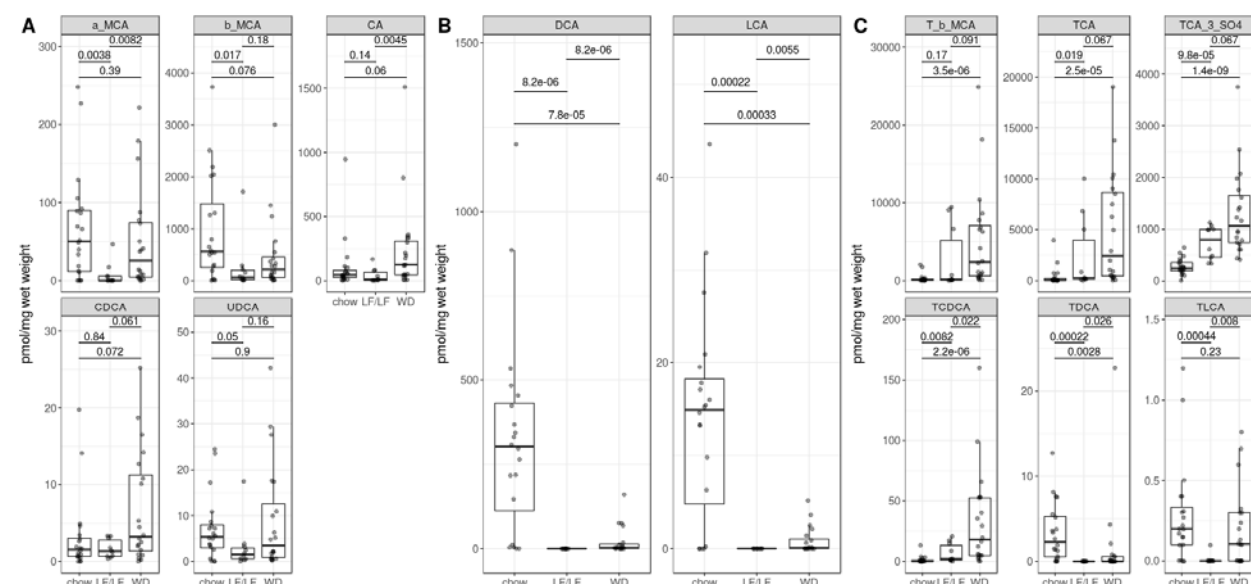 A
pmol/mg wet weight
a_MCA
0.0082
0.0038
0.39
300
200
100
0
b_MCA
0.18
0.017
0.076
4000
3000
2000
1000
0
CA
0.0045
0.14
0.06
1500
1000
500
0
chow LF/LF WD
CDCA
0.061
0.84
0.072
30
20
10
0
chow LF/LF WD
UDCA
0.16
0.05
0.9
50
40
30
20
10
0
chow LF/LF WD
B
pmol/mg wet weight
DCA
8.2e-06
8.2e-06
7.8e-05
1500
1000
500
0
chow LF/LF WD
LCA
0.0055
0.00022
0.00033
40
20
0
chow LF/LF WD
C
pmol/mg wet weight
T_b_MCA
0.091
0.17
3.5e-06
30000
20000
10000
0
TCA
0.067
0.019
2.5e-05
20000
15000
10000
5000
0
TCA_3_SO4
0.067
9.8e-05
1.4e-09
4000
3000
2000
1000
0
TCDCA
0.022
0.0082
2.2e-06
200
150
100
50
0
chow LF/LF WD
TDCA
0.026
0.00022
0.0028
20
10
0
chow LF/LF WD
TLCA
0.008
0.00044
0.23
1.5
1.0
0.5
0.0
chow LF/LF WD